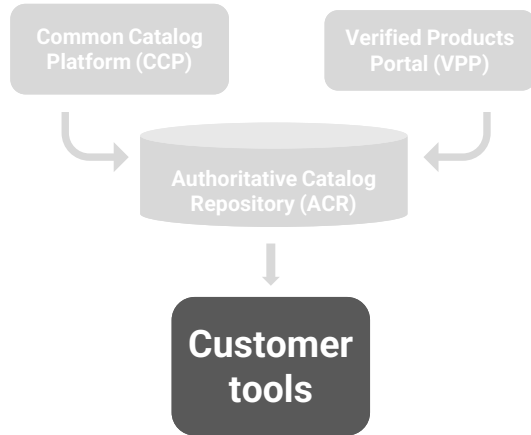 Common Catalog
Platform (CCP)
Verified Products
Portal (VPP)
Authoritative Catalog
Repository (ACR)
Customer
tools